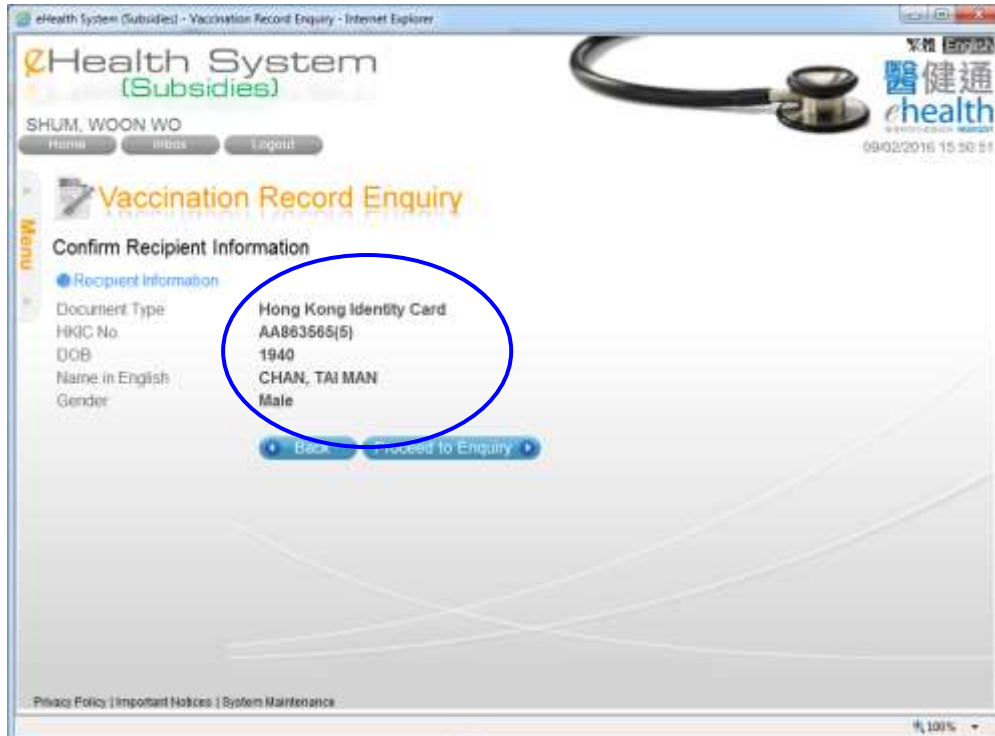 eHealth System (Subsidies) - Vaccination Record Enquiry - Internet Explorer
eHealth System
(Subsidies)
繁體 English
醫健通
ehealth
SHUM, WOON WO
Home Inbox Logout
09/02/2016 15:50:51
Menu
Vaccination Record Enquiry
Confirm Recipient Information
Recipient Information
Document Type Hong Kong Identity Card
HKIC No. AA863565(5)
DOB 1940
Name in English CHAN, TAI MAN
Gender Male
Back Proceed to Enquiry
Privacy Policy | Important Notices | System Maintenance
100%